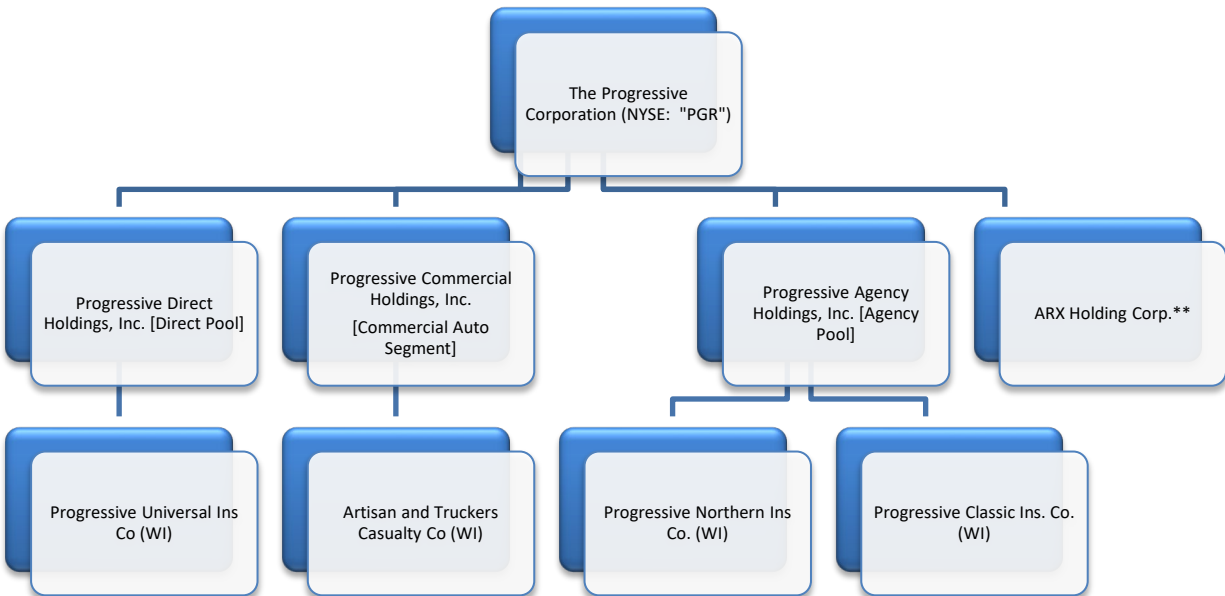 The Progressive
Corporation (NYSE:  "PGR")
Progressive Direct
Holdings, Inc. [Direct Pool]
Progressive Commercial
Holdings, Inc.
[Commercial Auto
Segment]
Progressive Agency
Holdings, Inc. [Agency
Pool]
ARX Holding Corp.**
Progressive Universal Ins
Co (WI)
Artisan and Truckers
Casualty Co (WI)
Progressive Northern Ins
Co. (WI)
Progressive Classic Ins. Co.
(WI)